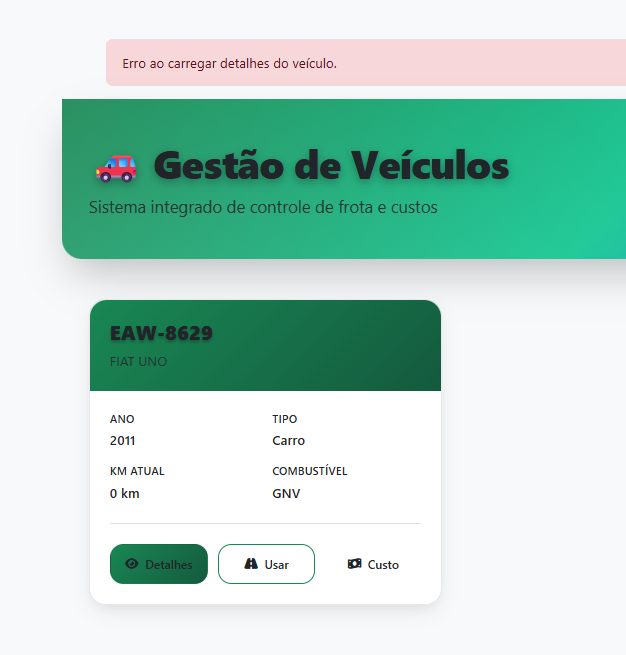 Erro ao carregar detalhes do veículo.
Gestão de Veículos
Sistema integrado de controle de frota e custos
EAW-8629
FIAT UNO
ANO TIPO
2011 Carro
KM ATUAL COMBUSTÍVEL
0 km GNV
Detalhes Usar Custo